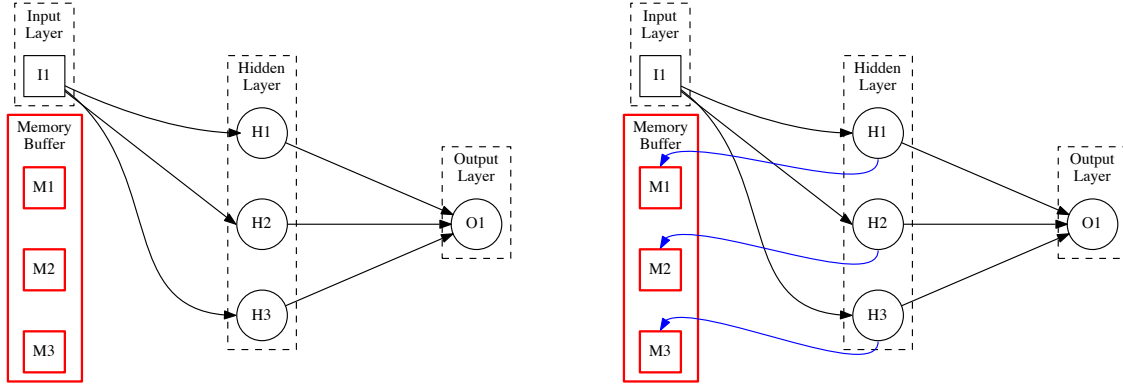 Input
Layer
I1
Memory
Buffer
M1
M2
M3
Hidden
Layer
H1
H2
H3
Output
Layer
O1
Input
Layer
I1
Memory
Buffer
M1
M2
M3
Hidden
Layer
H1
H2
H3
Output
Layer
O1